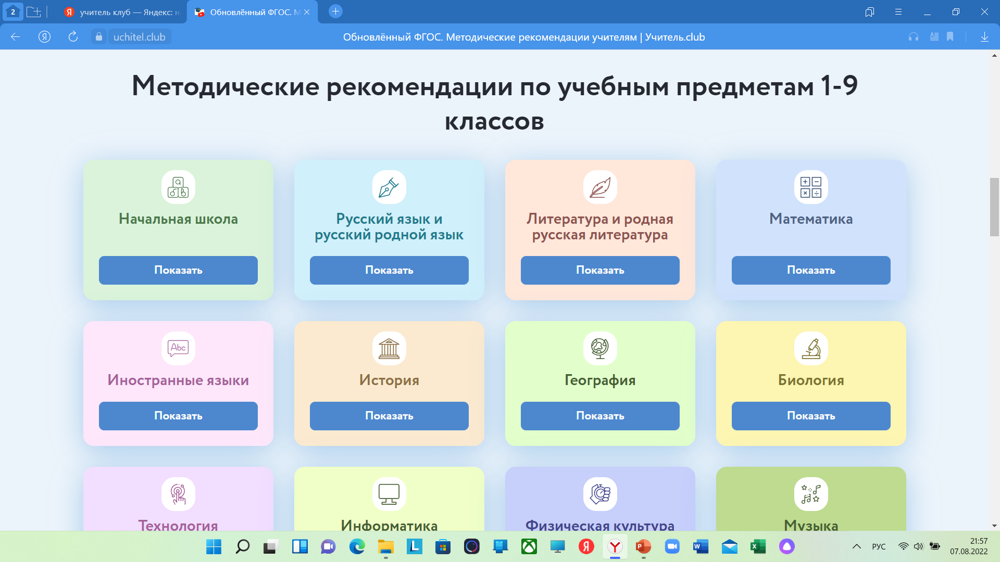 2
учитель клуб — Яндекс: н
Обновлённый ФГОС. М
uchitel.club
Обновлённый ФГОС. Методические рекомендации учителям | Учитель.club
Методические рекомендации по учебным предметам 1-9
классов
Начальная школа
Показать
Русский язык и
русский родной язык
Показать
Литература и родная
русская литература
Показать
Математика
Показать
Abc
Иностранные языки
Показать
История
Показать
География
Показать
Биология
Показать
Технология
Информатика
Физическая культура
Музыка
РУС
21:57
07.08.2022